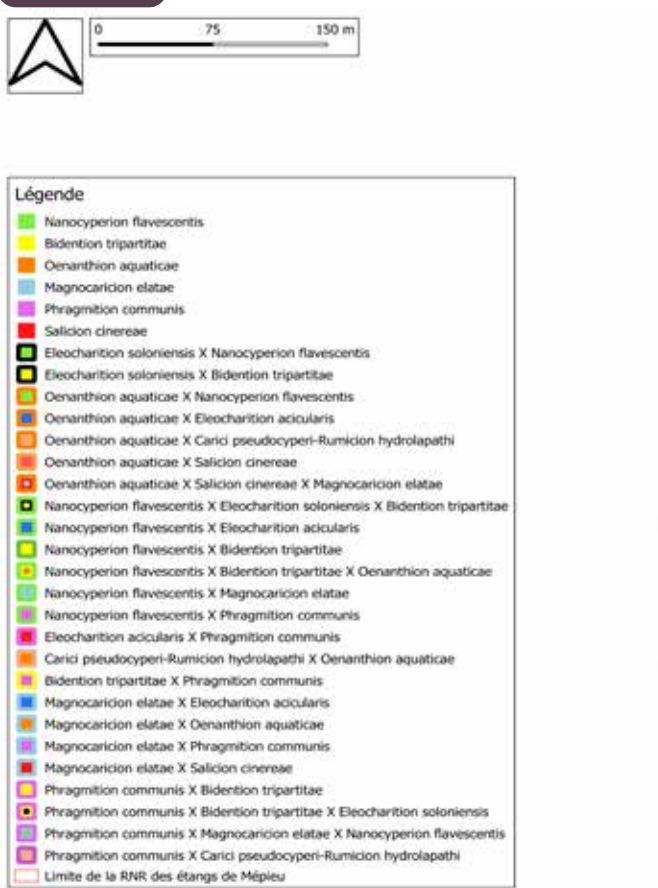 0 75 150 m
Légende
Nanocyperion flavescentis
Bidention tripartitae
Oenanthion aquaticae
Magnocaricion elatae
Phragmition communis
Salicion cinereae
Eleocharition soloniensis X Nanocyperion flavescentis
Eleocharition soloniensis X Bidention tripartitae
Oenanthion aquaticae X Nanocyperion flavescentis
Oenanthion aquaticae X Eleocharition acicularis
Oenanthion aquaticae X Carici pseudocyperi-Rumicion hydrolapathi
Oenanthion aquaticae X Salicion cinereae
Oenanthion aquaticae X Salicion cinereae X Magnocaricion elatae
Nanocyperion flavescentis X Eleocharition soloniensis X Bidention tripartitae
Nanocyperion flavescentis X Eleocharition acicularis
Nanocyperion flavescentis X Bidention tripartitae
Nanocyperion flavescentis X Bidention tripartitae X Oenanthion aquaticae
Nanocyperion flavescentis X Magnocaricion elatae
Nanocyperion flavescentis X Phragmition communis
Eleocharition acicularis X Phragmition communis
Carici pseudocyperi-Rumicion hydrolapathi X Oenanthion aquaticae
Bidention tripartitae X Phragmition communis
Magnocaricion elatae X Eleocharition acicularis
Magnocaricion elatae X Oenanthion aquaticae
Magnocaricion elatae X Phragmition communis
Magnocaricion elatae X Salicion cinereae
Phragmition communis X Bidention tripartitae
Phragmition communis X Bidention tripartitae X Eleocharition soloniensis
Phragmition communis X Magnocaricion elatae X Nanocyperion flavescentis
Phragmition communis X Carici pseudocyperi-Rumicion hydrolapathi
Limite de la RNR des étangs de Mépieu